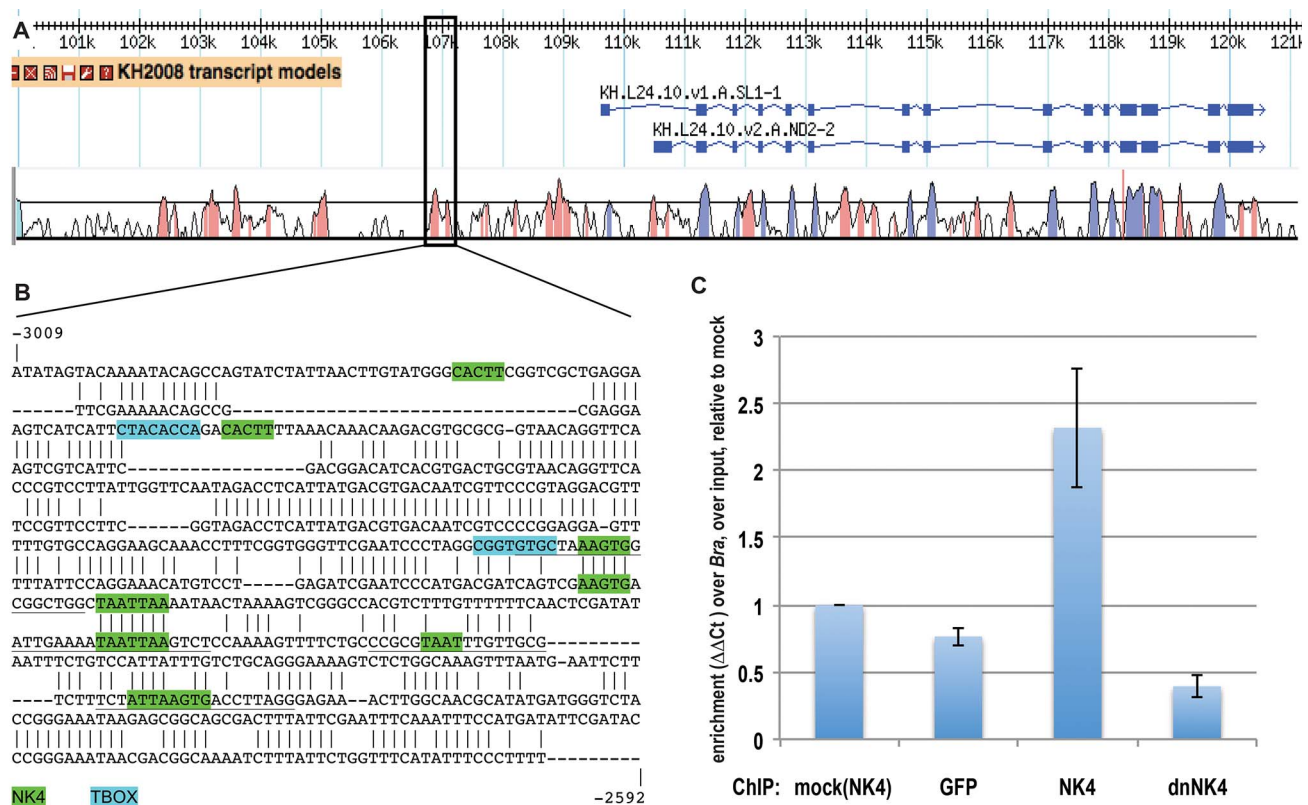 A
101k 102k 103k 104k 105k 106k 107k 108k 109k 110k 111k 112k 113k 114k 115k 116k 117k 118k 119k 120k 121k
KH2008 transcript models
KH.L24.10.v1.A.SL1-1
KH.L24.10.v2.A.ND2-2
B
-3009
ATATAGTACAAAATACAGCCAGTATCTATTAACTTGTATGGGCACTTCGGTCGCTGAGGA
------TTCGAAAAACAGCCG---------------------------------CGAGGA
AGTCATCATTCTACACCAGACACTTTTAAACAAACAAGACGTGCGCG-GTAACAGGTTCA
AGTCGTCATTC-----------------GACGGACATCACGTGACTGCGTAACAGGTTCA
CCCGTCCTTATTGGTTCAATAGACCTCATTATGACGTGACAATCGTTCCCGTAGGACGTT
TCCGTTCCTTC------GGTAGACCTCATTATGACGTGACAATCGTCCCCGGAGGA-GTT
TTTGTGCCAGGAAGCAAACCTTTCGGTGGGTTCGAATCCCTAGGCGGTGTGCTAAAGTGG
TTTATTCCAGGAAACATGTCCT-----GAGATCGAATCCCATGACGATCAGTCGAAGTGA
CGGCTGGCTAATTAAAATAACTAAAAGTCGGGCCACGTCTTTGTTTTTTCAACTCGATAT
ATTGAAAATAATTAAGTCTCCAAAAGTTTTCTGCCCGCGTAATTTGTTGCG---------
AATTTCTGTCCATTATTTGTCTGCAGGGAAAAGTCTCTGGCAAAGTTTAATG-AATTCTT
----TCTTTCTATTAAGTGACCTTAGGGAGAA--ACTTGGCAACGCATATGATGGGTCTA
CCGGGAAATAAGAGCGGCAGCGACTTTATTCGAATTTCAAATTTCCATGATATTCGATAC
CCGGGAAATAACGACGGCAAAATCTTTATTCTGGTTTCATATTTCCCTTTT---------
-2592
NK4 TBOX
C
enrichment (ΔΔCt ) over Bra, over input, relative to mock
3
2.5
2
1.5
1
0.5
0
ChIP: mock(NK4) GFP NK4 dnNK4